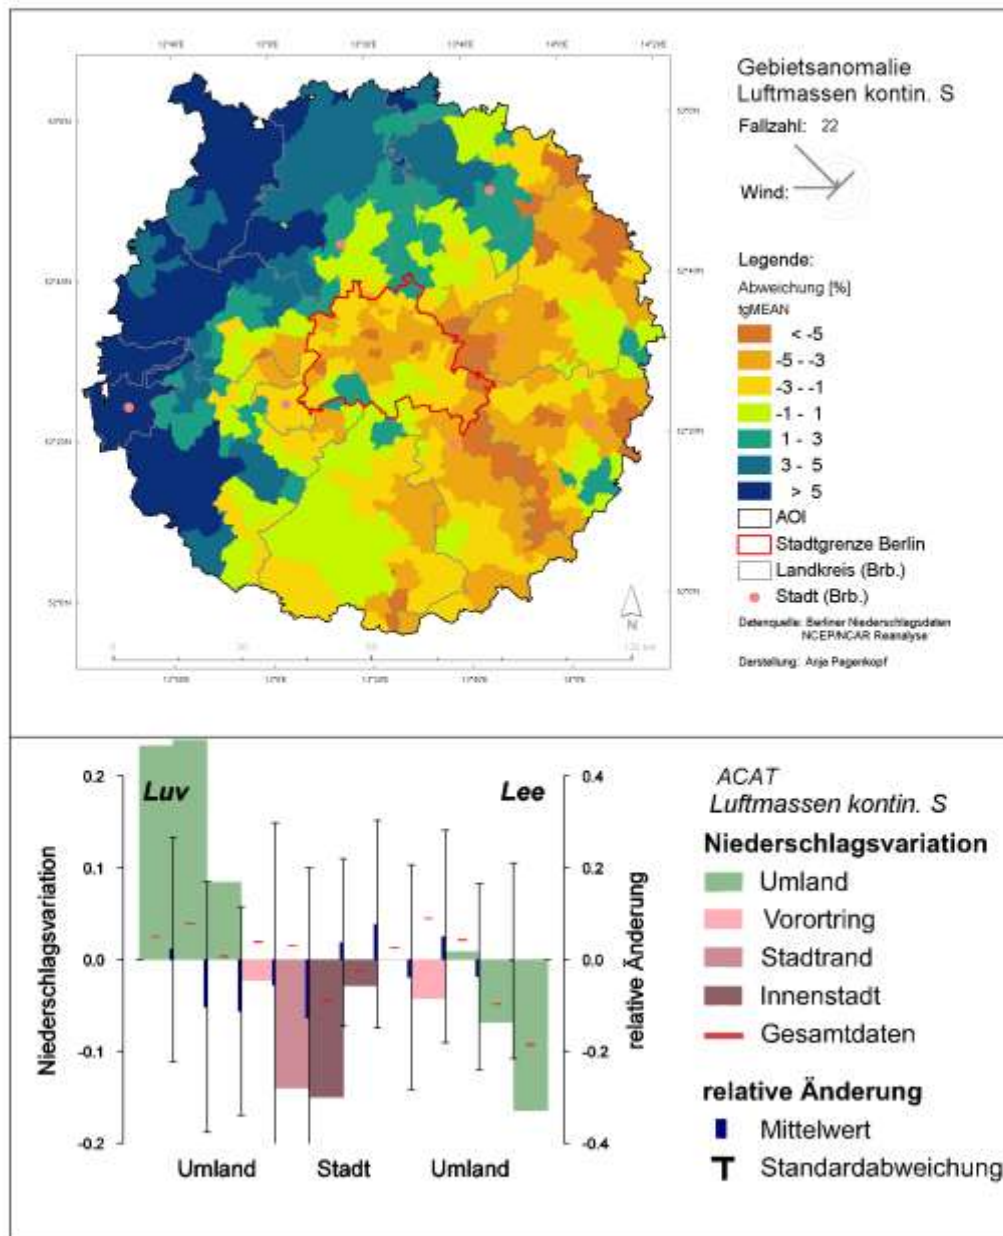 Gebietsanomalie
Luftmassen kontin. S
Fallzahl: 22
Wind:
Legende:
Abweichung [%]
tgMEAN
< -5
-5 - -3
-3 - -1
-1 - 1
1 - 3
3 - 5
> 5
AOI
Stadtgrenze Berlin
Landkreis (Brb.)
Stadt (Brb.)
N
Datenquelle: Berliner Niederschlagsdaten
NCEP/NCAR Reanalyse
Darstellung: Anja Pagenkopf
Luv
Lee
Niederschlagsvariation
0.2
0.1
0.0
-0.1
-0.2
0.4
0.2
0.0
-0.2
-0.4
relative Änderung
Umland
Stadt
Umland
ACAT
Luftmassen kontin. S
Niederschlagsvariation
Umland
Vorortring
Stadtrand
Innenstadt
Gesamtdaten
relative Änderung
Mittelwert
Standardabweichung